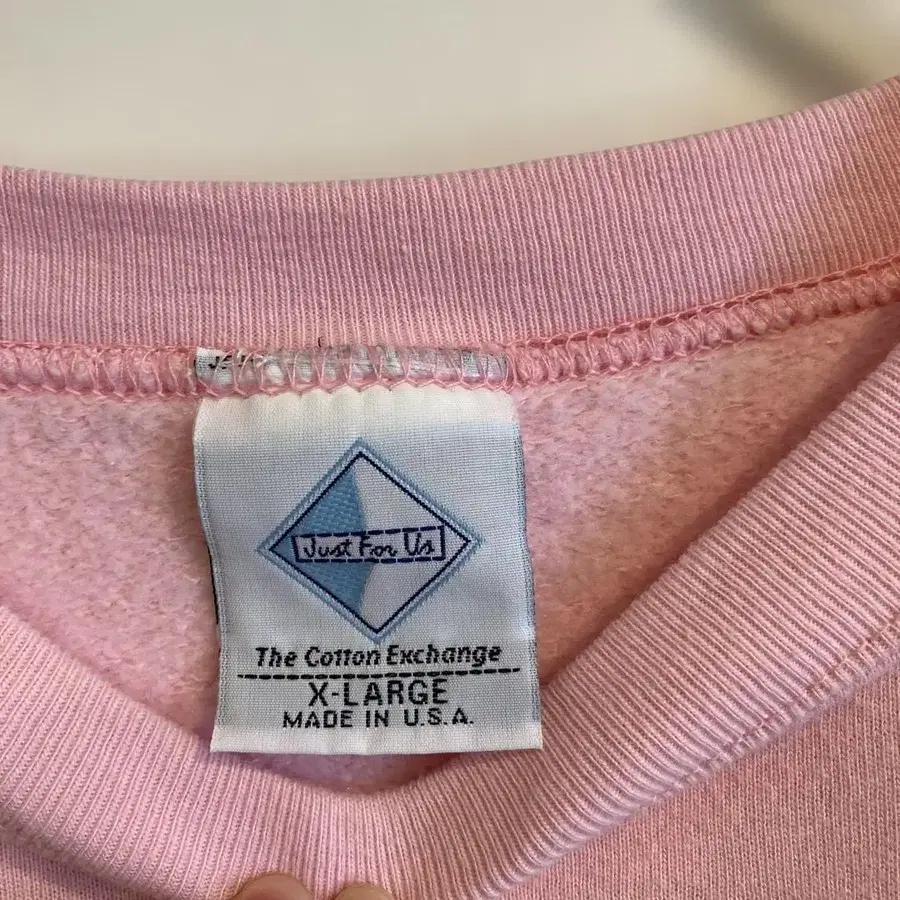 Just For Us
The Cotton Exchange
X-LARGE
MADE IN U.S.A.